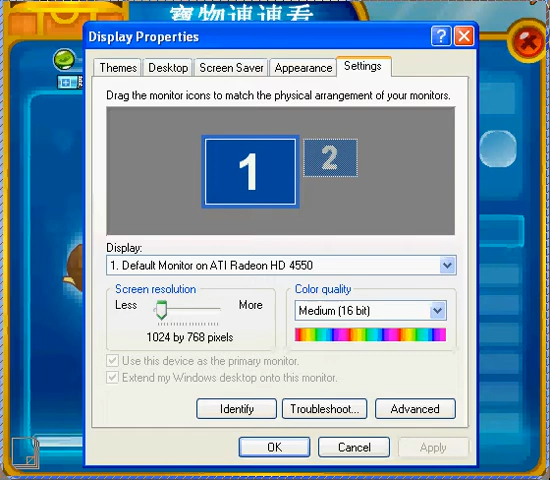 寶物連連看
Display Properties
Themes
Desktop
Screen Saver
Appearance
Settings
Drag the monitor icons to match the physical arrangement of your monitors.
1
2
Display:
1. Default Monitor on ATI Radeon HD 4550
Screen resolution
Less
More
1024 by 768 pixels
Color quality
Medium (16 bit)
Use this device as the primary monitor.
Extend my Windows desktop onto this monitor.
Identify
Troubleshoot...
Advanced
OK
Cancel
Apply